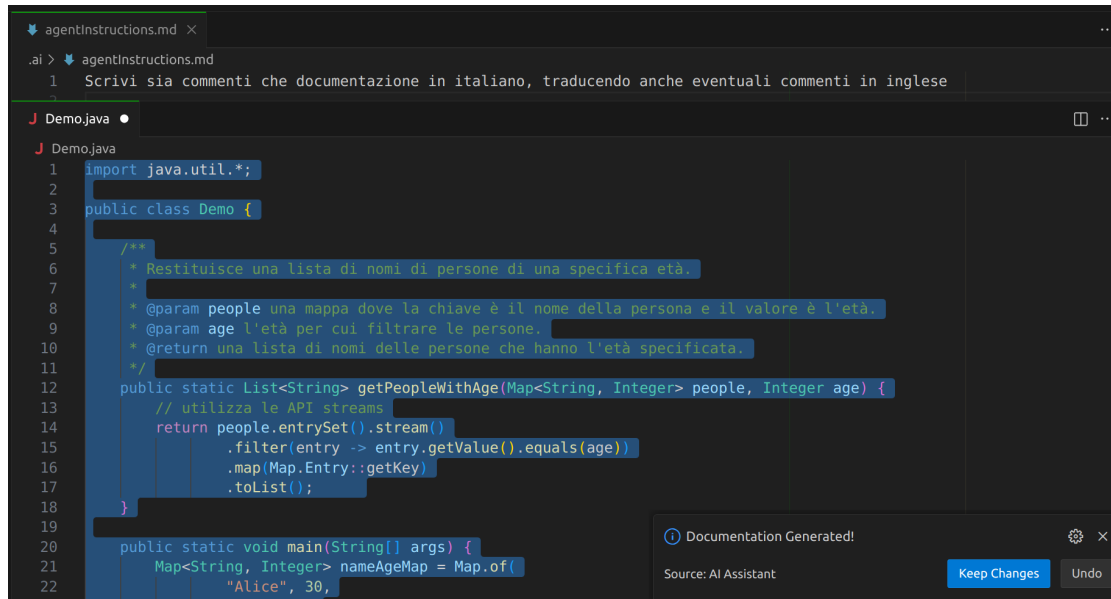 agentInstructions.md ×
.ai > agentInstructions.md
1 Scrivi sia commenti che documentazione in italiano, traducendo anche eventuali commenti in inglese
J Demo.java ●
J Demo.java
1 import java.util.*;
2
3 public class Demo {
4
5 /**
6 * Restituisce una lista di nomi di persone di una specifica età.
7 *
8 * @param people una mappa dove la chiave è il nome della persona e il valore è l'età.
9 * @param age l'età per cui filtrare le persone.
10 * @return una lista di nomi delle persone che hanno l'età specificata.
11 */
12 public static List<String> getPeopleWithAge(Map<String, Integer> people, Integer age) {
13 // utilizza le API streams
14 return people.entrySet().stream()
15 .filter(entry -> entry.getValue().equals(age))
16 .map(Map.Entry::getKey)
17 .toList();
18 }
19
20 public static void main(String[] args) {
21 Map<String, Integer> nameAgeMap = Map.of(
22 "Alice", 30,
Documentation Generated!
Source: AI Assistant
Keep Changes
Undo